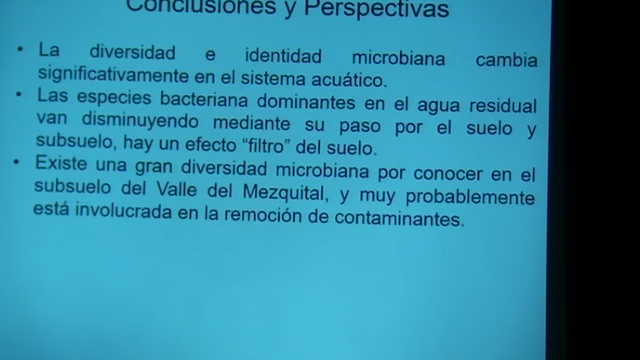 Conclusiones y Perspectivas
• La diversidad e identidad microbiana cambia
significativamente en el sistema acuático.
• Las especies bacteriana dominantes en el agua residual
van disminuyendo mediante su paso por el suelo y
subsuelo, hay un efecto “filtro” del suelo.
• Existe una gran diversidad microbiana por conocer en el
subsuelo del Valle del Mezquital, y muy probablemente
está involucrada en la remoción de contaminantes.